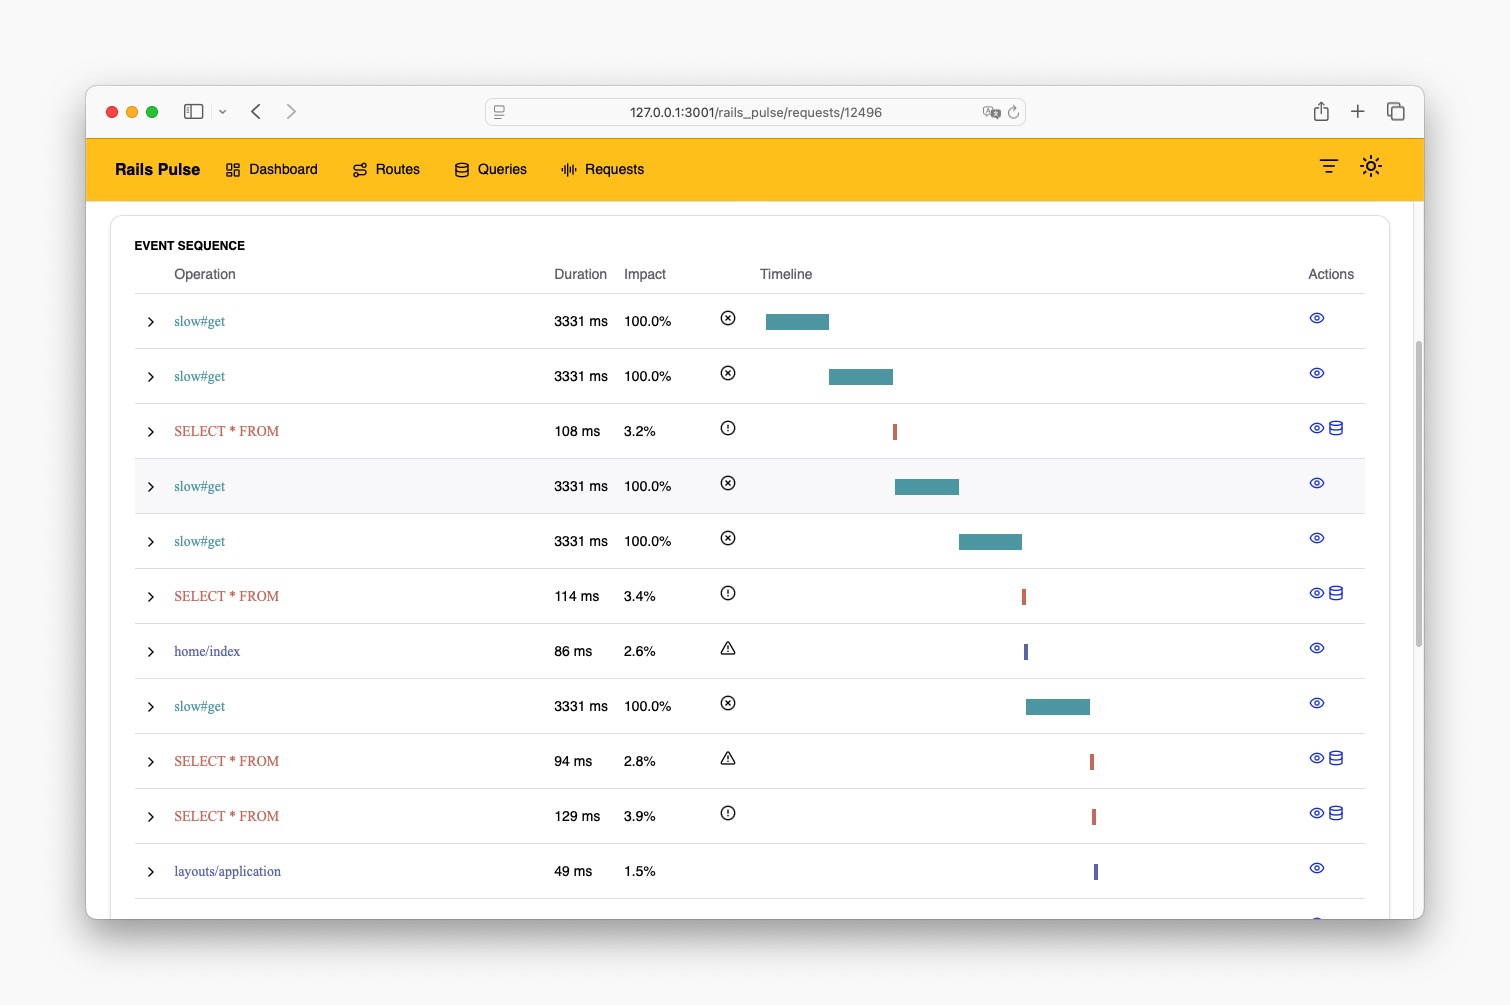 127.0.0.1:3001/rails_pulse/requests/12496
Rails Pulse Dashboard Routes Queries Requests
EVENT SEQUENCE
Operation Duration Impact Timeline Actions
slow#get 3331 ms 100.0%
slow#get 3331 ms 100.0%
SELECT * FROM 108 ms 3.2%
slow#get 3331 ms 100.0%
slow#get 3331 ms 100.0%
SELECT * FROM 114 ms 3.4%
home/index 86 ms 2.6%
slow#get 3331 ms 100.0%
SELECT * FROM 94 ms 2.8%
SELECT * FROM 129 ms 3.9%
layouts/application 49 ms 1.5%